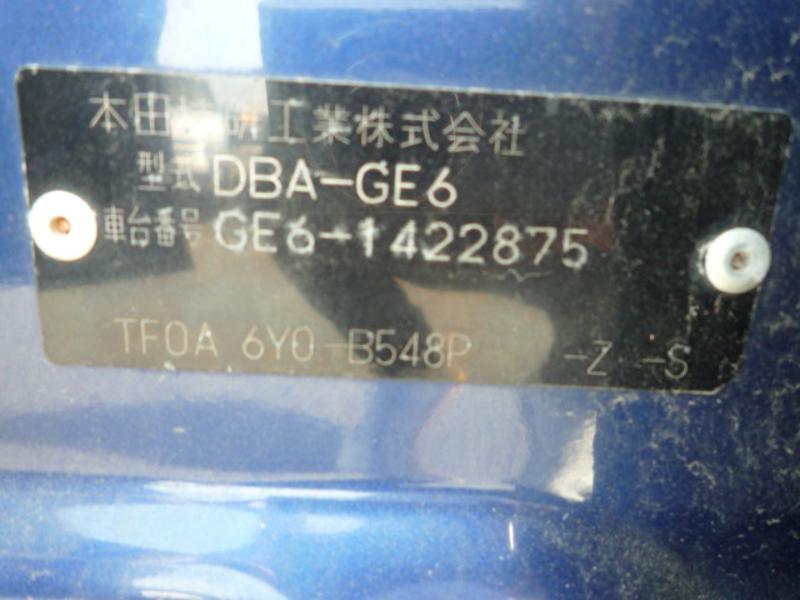 本田技研工業株式会社
型式 DBA-GE6
車台番号 GE6-1422875
TF0A 6Y0-B548P -Z -S